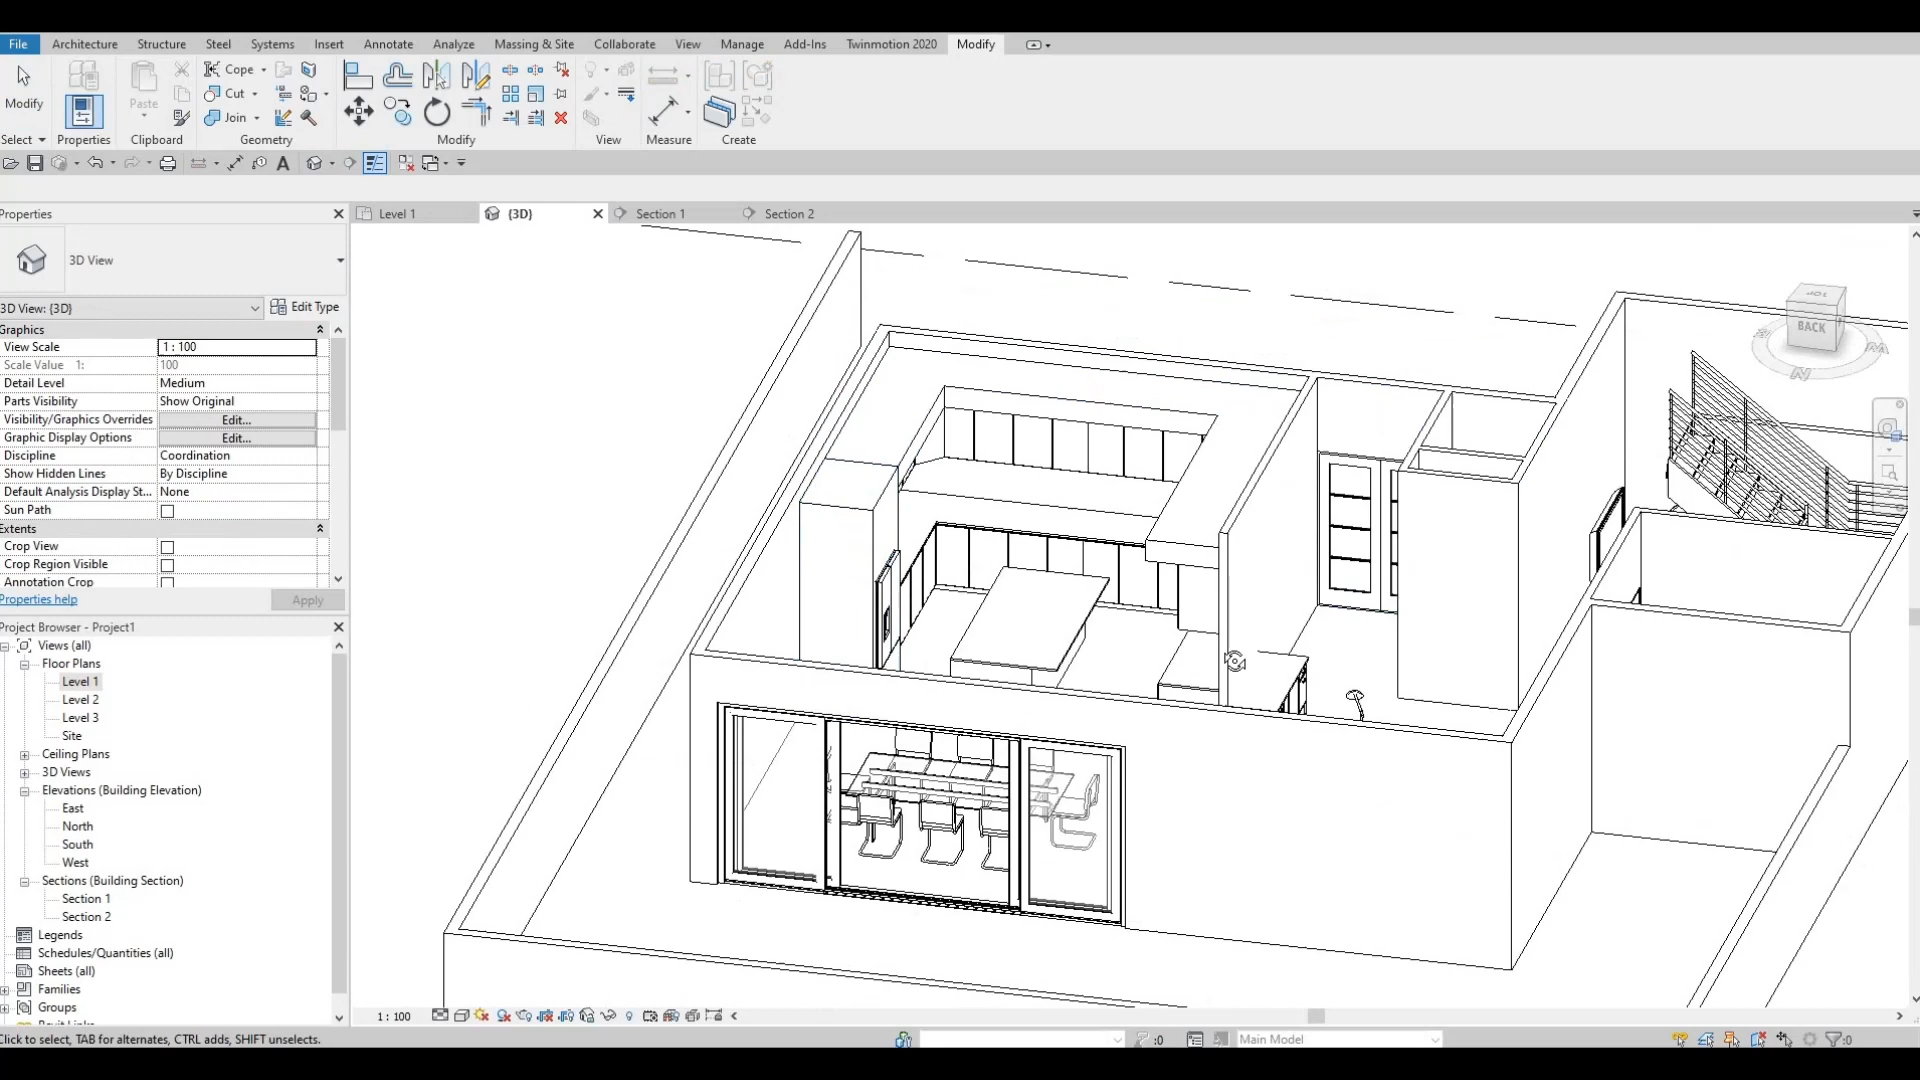 File Architecture Structure Steel Systems Insert Annotate Analyze Massing & Site Collaborate View Manage Add-Ins Twinmotion 2020 Modify
Cope
Modify Paste Cut
Join
Select Properties Clipboard Geometry Modify View Measure Create
A
Properties
Level 1 {3D} Section 1 Section 2
3D View
3D View: {3D} Edit Type
Graphics
View Scale 1 : 100
Scale Value 1: 100
Detail Level Medium
Parts Visibility Show Original
Visibility/Graphics Overrides Edit...
Graphic Display Options Edit...
Discipline Coordination
Show Hidden Lines By Discipline
Default Analysis Display St... None
Sun Path
Extents
Crop View
Crop Region Visible
Annotation Crop
Properties help Apply
TOP
BACK
N
Project Browser - Project1
Views (all)
Floor Plans
Level 1
Level 2
Level 3
Site
Ceiling Plans
3D Views
Elevations (Building Elevation)
East
North
South
West
Sections (Building Section)
Section 1
Section 2
Legends
Schedules/Quantities (all)
Sheets (all)
Families
Groups
1 : 100
Click to select, TAB for alternates, CTRL adds, SHIFT unselects.
:0 Main Model :0